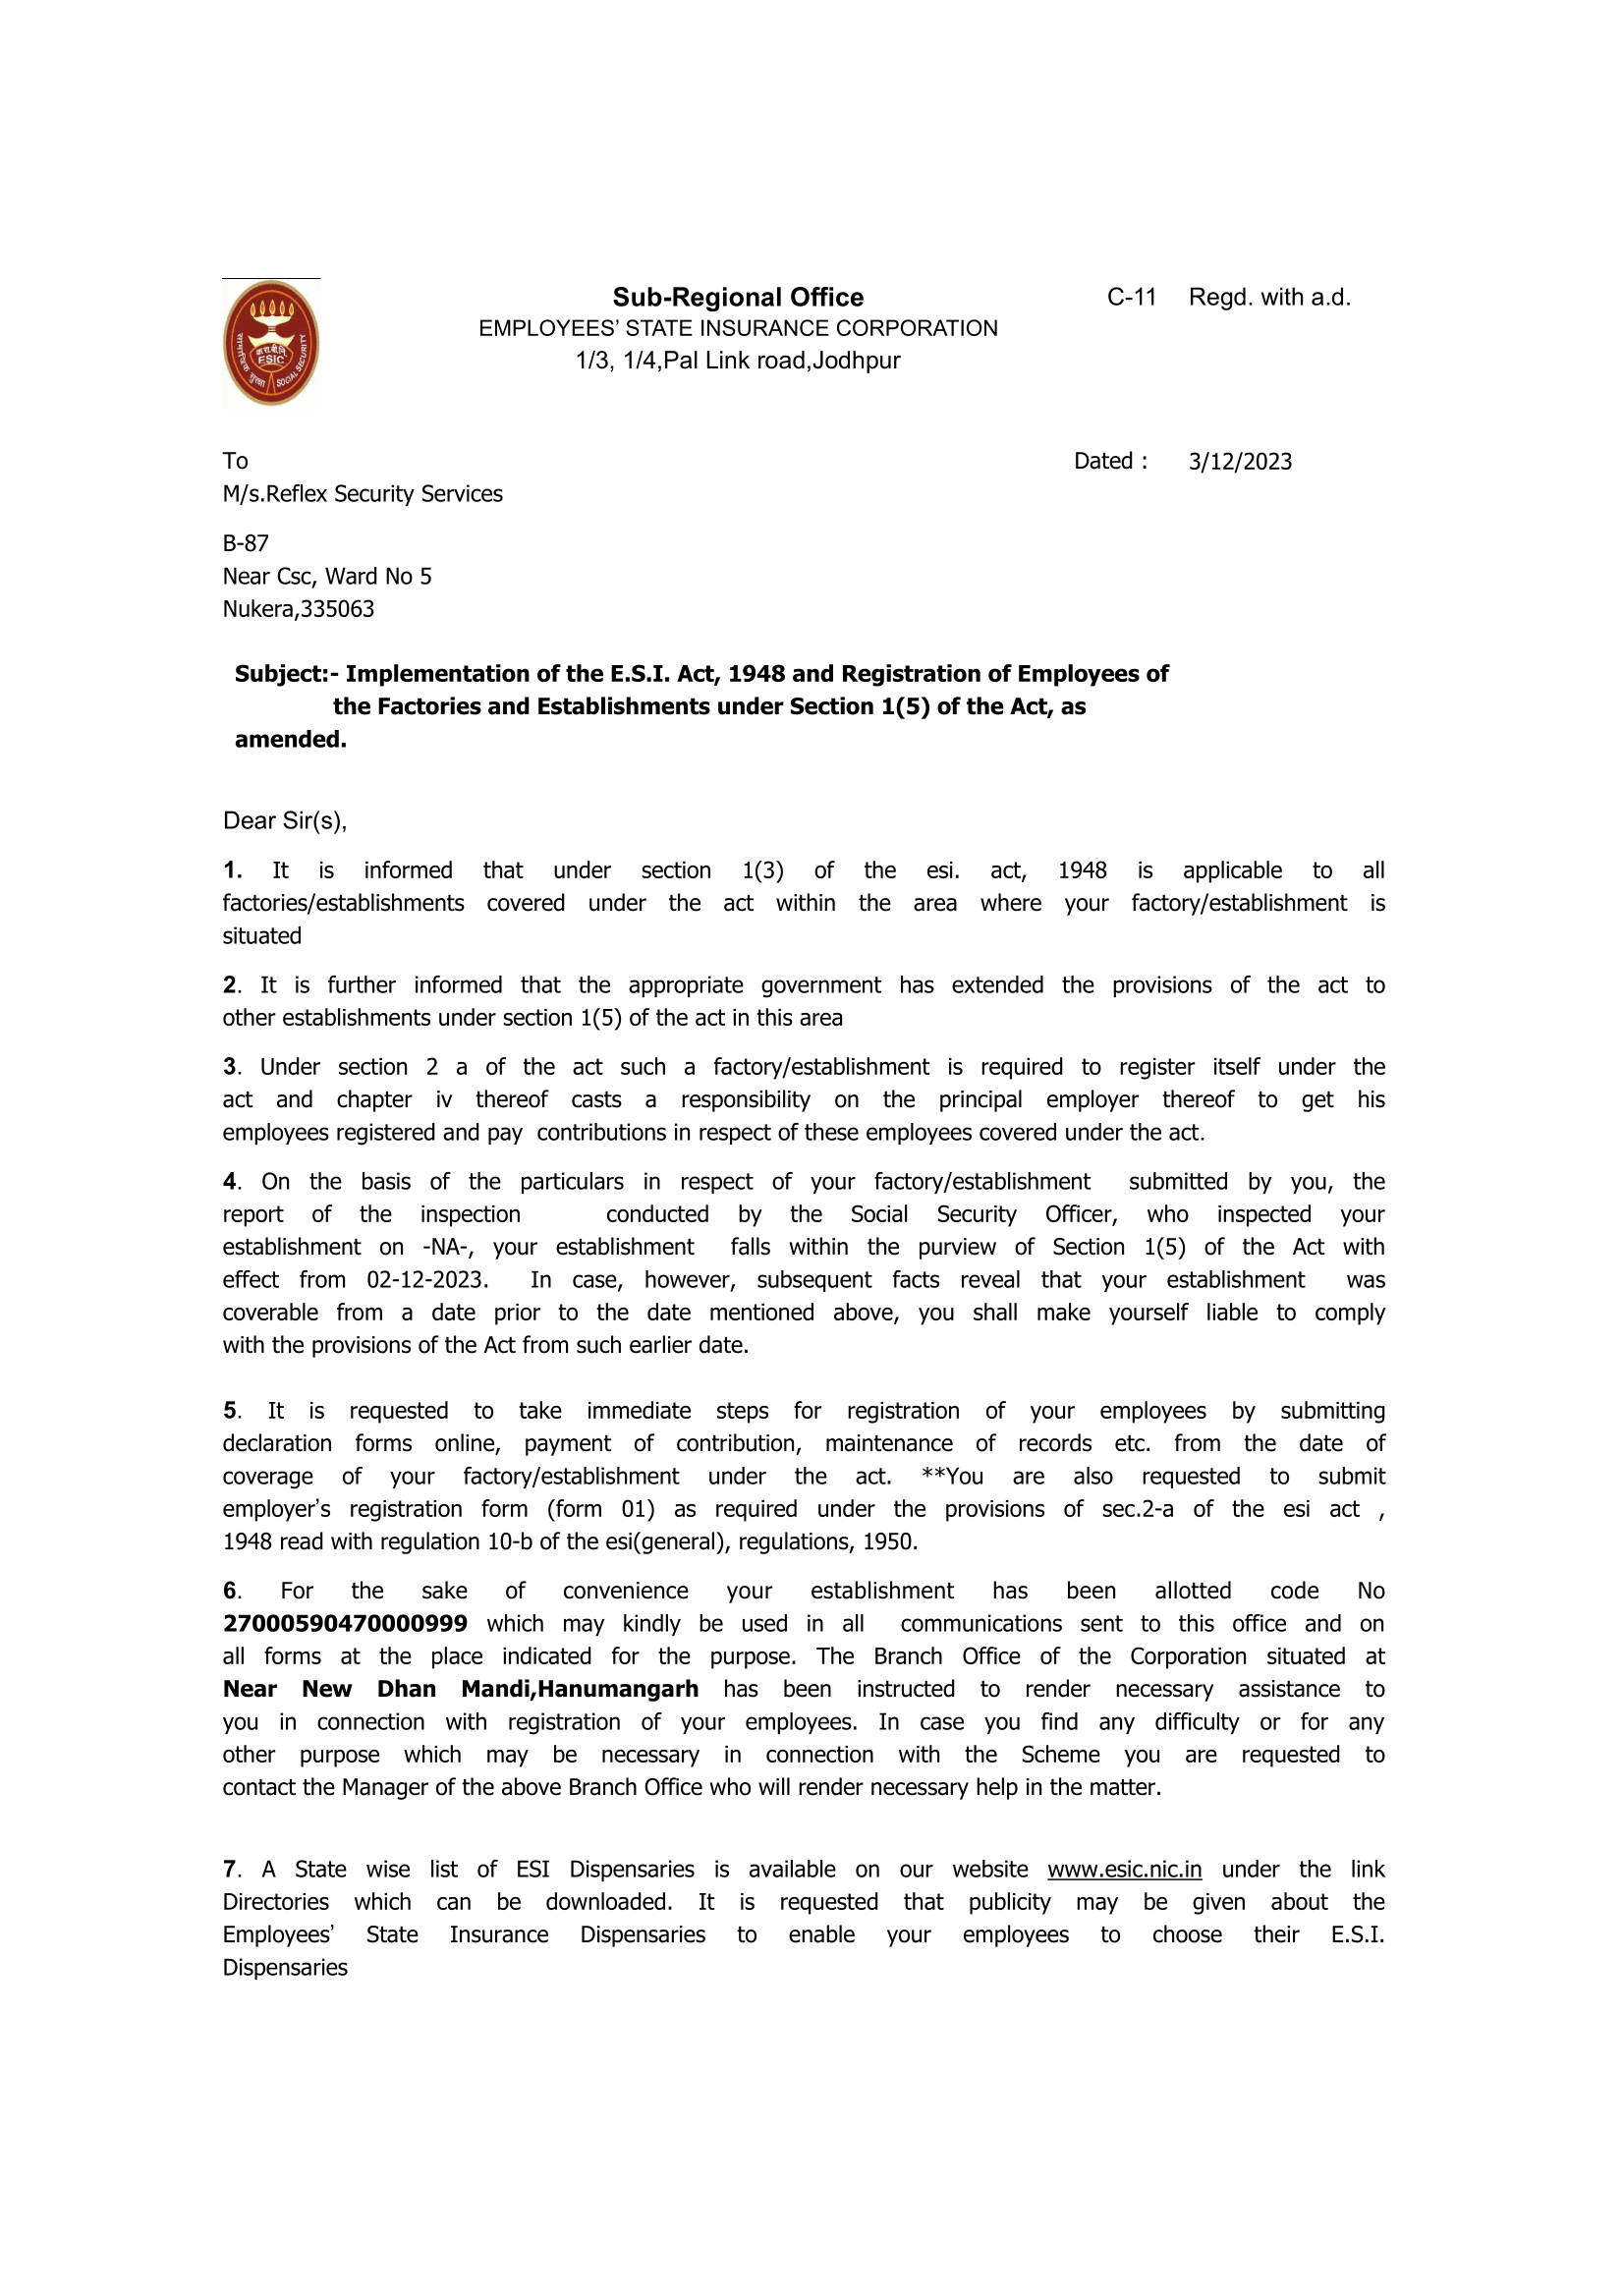 Sub-Regional Office
C-11 Regd. with a.d.
EMPLOYEES’ STATE INSURANCE CORPORATION
1/3, 1/4,Pal Link road,Jodhpur
क.रा.बी.नि.
ESIC
सामाजिक सुरक्षा
SOCIAL SECURITY
To
Dated : 3/12/2023
M/s.Reflex Security Services
B-87
Near Csc, Ward No 5
Nukera,335063
Subject:- Implementation of the E.S.I. Act, 1948 and Registration of Employees of
the Factories and Establishments under Section 1(5) of the Act, as
amended.
Dear Sir(s),
1. It is informed that under section 1(3) of the esi. act, 1948 is applicable to all
factories/establishments covered under the act within the area where your factory/establishment is
situated
2. It is further informed that the appropriate government has extended the provisions of the act to
other establishments under section 1(5) of the act in this area
3. Under section 2 a of the act such a factory/establishment is required to register itself under the
act and chapter iv thereof casts a responsibility on the principal employer thereof to get his
employees registered and pay contributions in respect of these employees covered under the act.
4. On the basis of the particulars in respect of your factory/establishment submitted by you, the
report of the inspection conducted by the Social Security Officer, who inspected your
establishment on -NA-, your establishment falls within the purview of Section 1(5) of the Act with
effect from 02-12-2023. In case, however, subsequent facts reveal that your establishment was
coverable from a date prior to the date mentioned above, you shall make yourself liable to comply
with the provisions of the Act from such earlier date.
5. It is requested to take immediate steps for registration of your employees by submitting
declaration forms online, payment of contribution, maintenance of records etc. from the date of
coverage of your factory/establishment under the act. **You are also requested to submit
employer’s registration form (form 01) as required under the provisions of sec.2-a of the esi act ,
1948 read with regulation 10-b of the esi(general), regulations, 1950.
6. For the sake of convenience your establishment has been allotted code No
27000590470000999 which may kindly be used in all communications sent to this office and on
all forms at the place indicated for the purpose. The Branch Office of the Corporation situated at
Near New Dhan Mandi,Hanumangarh has been instructed to render necessary assistance to
you in connection with registration of your employees. In case you find any difficulty or for any
other purpose which may be necessary in connection with the Scheme you are requested to
contact the Manager of the above Branch Office who will render necessary help in the matter.
7. A State wise list of ESI Dispensaries is available on our website www.esic.nic.in under the link
Directories which can be downloaded. It is requested that publicity may be given about the
Employees’ State Insurance Dispensaries to enable your employees to choose their E.S.I.
Dispensaries